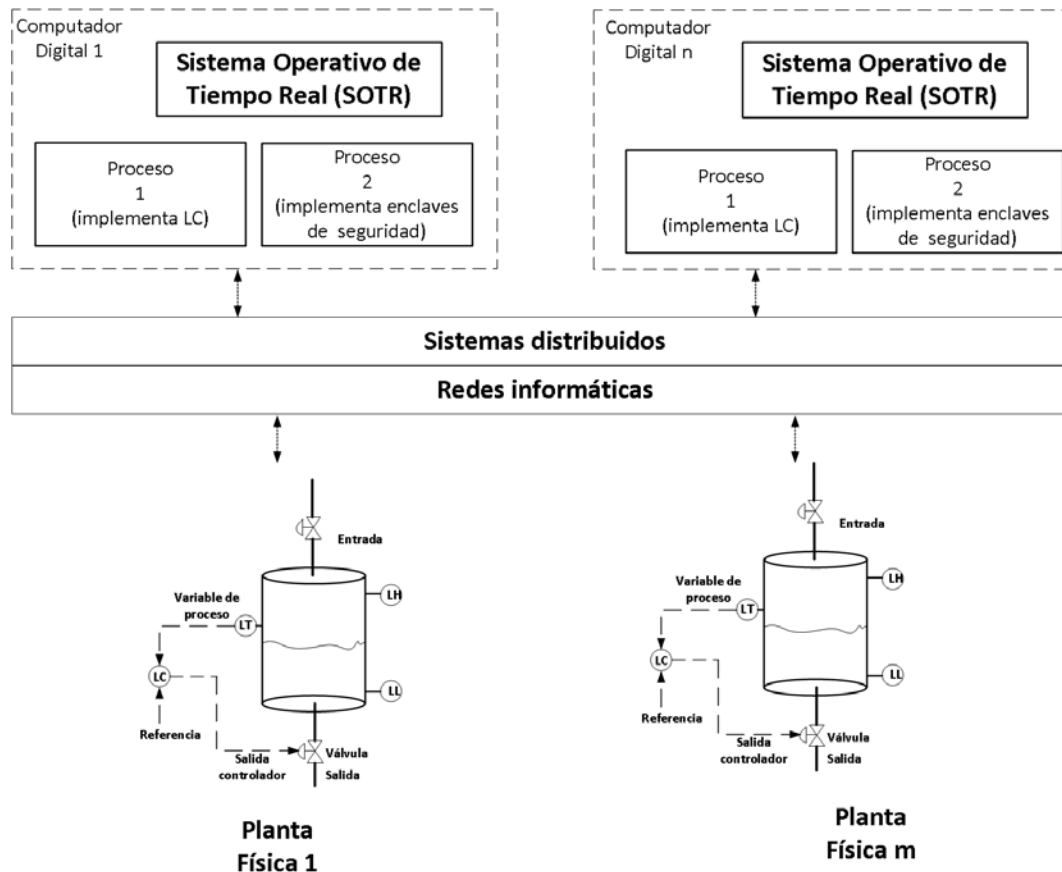 Computador
Digital 1
Sistema Operativo de
Tiempo Real (SOTR)
Proceso
1
(implementa LC)
Proceso
2
(implementa enclaves
de seguridad)
Computador
Digital n
Sistema Operativo de
Tiempo Real (SOTR)
Proceso
1
(implementa LC)
Proceso
2
(implementa enclaves
de seguridad)
Sistemas distribuidos
Redes informáticas
Entrada
LH
Variable de
proceso
LT
LC
LL
Referencia
Válvula
Salida
controlador
Salida
Planta
Física 1
Entrada
LH
Variable de
proceso
LT
LC
LL
Referencia
Válvula
Salida
controlador
Salida
Planta
Física m